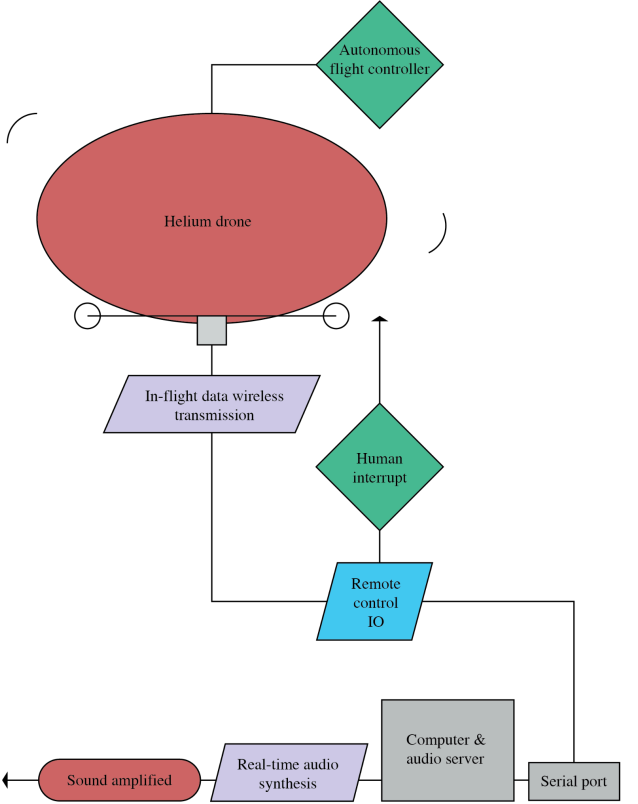 Autonomous
flight controller
Helium drone
In-flight data wireless
transmission
Human
interrupt
Remote
control
IO
Computer &
audio server
Serial port
Real-time audio
synthesis
Sound amplified